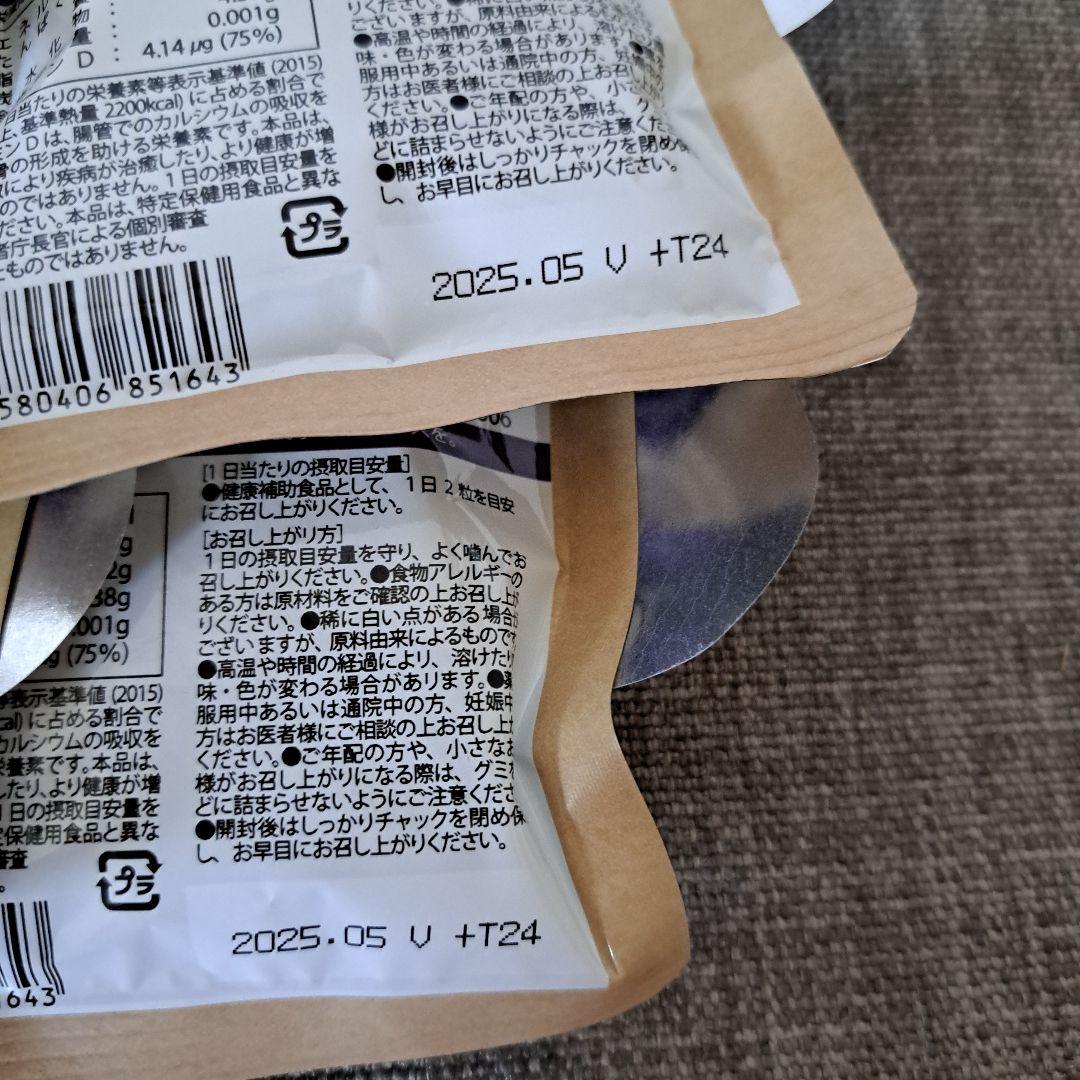 0.001g
量 :
D : 4.14 μg (75%)
当たりの栄養素等表示基準値 (2015)
基準熱量 2200kcal) に占める割合で
ンDは、腸管でのカルシウムの吸収を
骨の形成を助ける栄養素です。本品は、
により疾病が治癒したり、より健康が増
のではありません。1日の摂取目安量を
ださい。本品は、特定保健用食品と異な
者庁長官による個別審査
ものではありません。
プラ
580406 851643
ございますが、原料由来による
●高温や時間の経過により、溶け
味・色が変わる場合があります
服用中あるいは通院中の方、
方はお医者様にご相談の上お召
ください。●ご年配の方や、小さ
様がお召し上がりになる際は、グ
どに詰まらせないようにご注意くだ
●開封後はしっかりチャックを閉め
し、お早目にお召し上がりください。
2025.05 V +T24
[1日当たりの摂取目安量]
●健康補助食品として、1日2粒を目安
にお召し上がりください。
[お召し上がり方]
1日の摂取目安量を守り、よく噛んでお
召し上がりください。●食物アレルギーの
ある方は原材料をご確認の上お召し上が
りください。●稀に白い点がある場合が
ございますが、原料由来によるものです
●高温や時間の経過により、溶けたり
味・色が変わる場合があります。●薬
服用中あるいは通院中の方、妊娠中
方はお医者様にご相談の上お召し上が
ください。●ご年配の方や、小さなお
様がお召し上がりになる際は、グミを
どに詰まらせないようにご注意くださ
●開封後はしっかりチャックを閉め保
し、お早目にお召し上がりください。
2g
38g
.001g
(75%)
等表示基準値 (2015)
cal) に占める割合で
カルシウムの吸収を
栄養素です。本品は、
したり、より健康が増
1日の摂取目安量を
定保健用食品と異な
審査
プラ
1643
2025.05 V +T24